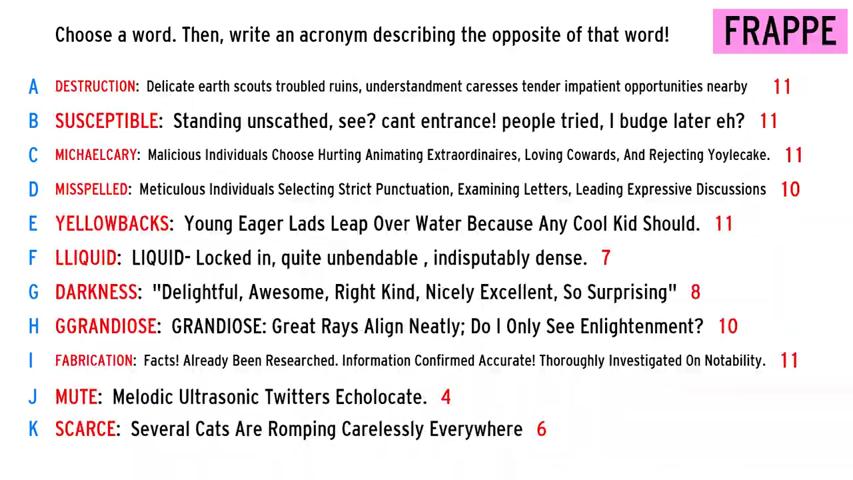 Choose a word. Then, write an acronym describing the opposite of that word!
FRAPPE
A DESTRUCTION: Delicate earth scouts troubled ruins, understandment caresses tender impatient opportunities nearby 11
B SUSCEPTIBLE: Standing unscathed, see? cant entrance! people tried, I budge later eh? 11
C MICHAELCARY: Malicious Individuals Choose Hurting Animating Extraordinaires, Loving Cowards, And Rejecting Yoylecake. 11
D MISSPELLED: Meticulous Individuals Selecting Strict Punctuation, Examining Letters, Leading Expressive Discussions 10
E YELLOWBACKS: Young Eager Lads Leap Over Water Because Any Cool Kid Should. 11
F LLIQUID: LIQUID- Locked in, quite unbendable , indisputably dense. 7
G DARKNESS: "Delightful, Awesome, Right Kind, Nicely Excellent, So Surprising" 8
H GGRANDIOSE: GRANDIOSE: Great Rays Align Neatly; Do I Only See Enlightenment? 10
I FABRICATION: Facts! Already Been Researched. Information Confirmed Accurate! Thoroughly Investigated On Notability. 11
J MUTE: Melodic Ultrasonic Twitters Echolocate. 4
K SCARCE: Several Cats Are Romping Carelessly Everywhere 6